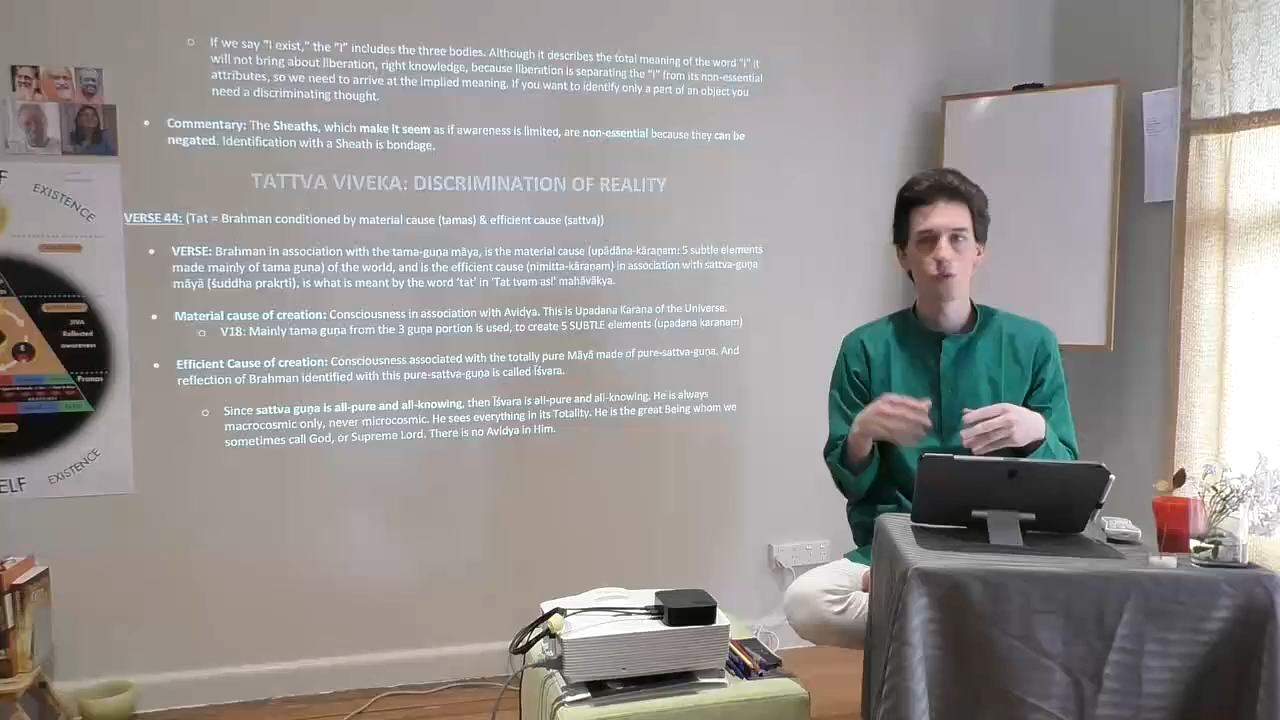 If we say "I exist," the "I" includes the three bodies. Although it describes the total meaning of the word "I" it
will not bring about liberation, right knowledge, because liberation is separating the "I" from its non-essential
attributes, so we need to arrive at the implied meaning. If you want to identify only a part of an object you
need a discriminating thought.
Commentary: The Sheaths, which make it seem as if awareness is limited, are non-essential because they can be
negated. Identification with a Sheath is bondage.
TATTVA VIVEKA: DISCRIMINATION OF REALITY
VERSE 44: (Tat = Brahman conditioned by material cause (tamas) & efficient cause (sattva))
VERSE: Brahman in association with the tama-guṇa māyā, is the material cause (upādāna-kāraṇam: 5 subtle elements
made mainly of tama guna) of the world, and is the efficient cause (nimitta-kāraṇam) in association with sattva-guṇa
māyā (śuddha prakṛti), is what is meant by the word 'tat' in 'Tat tvam asi' mahāvākya.
Material cause of creation: Consciousness in association with Avidya. This is Upadana Karana of the Universe.
V18: Mainly tama guṇa from the 3 guṇa portion is used, to create 5 SUBTLE elements (upadana karanam)
Efficient Cause of creation: Consciousness associated with the totally pure Māyā made of pure-sattva-guṇa. And
reflection of Brahman identified with this pure-sattva-guṇa is called Īśvara.
Since sattva guṇa is all-pure and all-knowing, then Īśvara is all-pure and all-knowing. He is always
macrocosmic only, never microcosmic. He sees everything in its Totality. He is the great Being whom we
sometimes call God, or Supreme Lord. There is no Avidya in Him.
EXISTENCE
JIVA
Reflected
awareness
Pranas
EXISTENCE
ELF